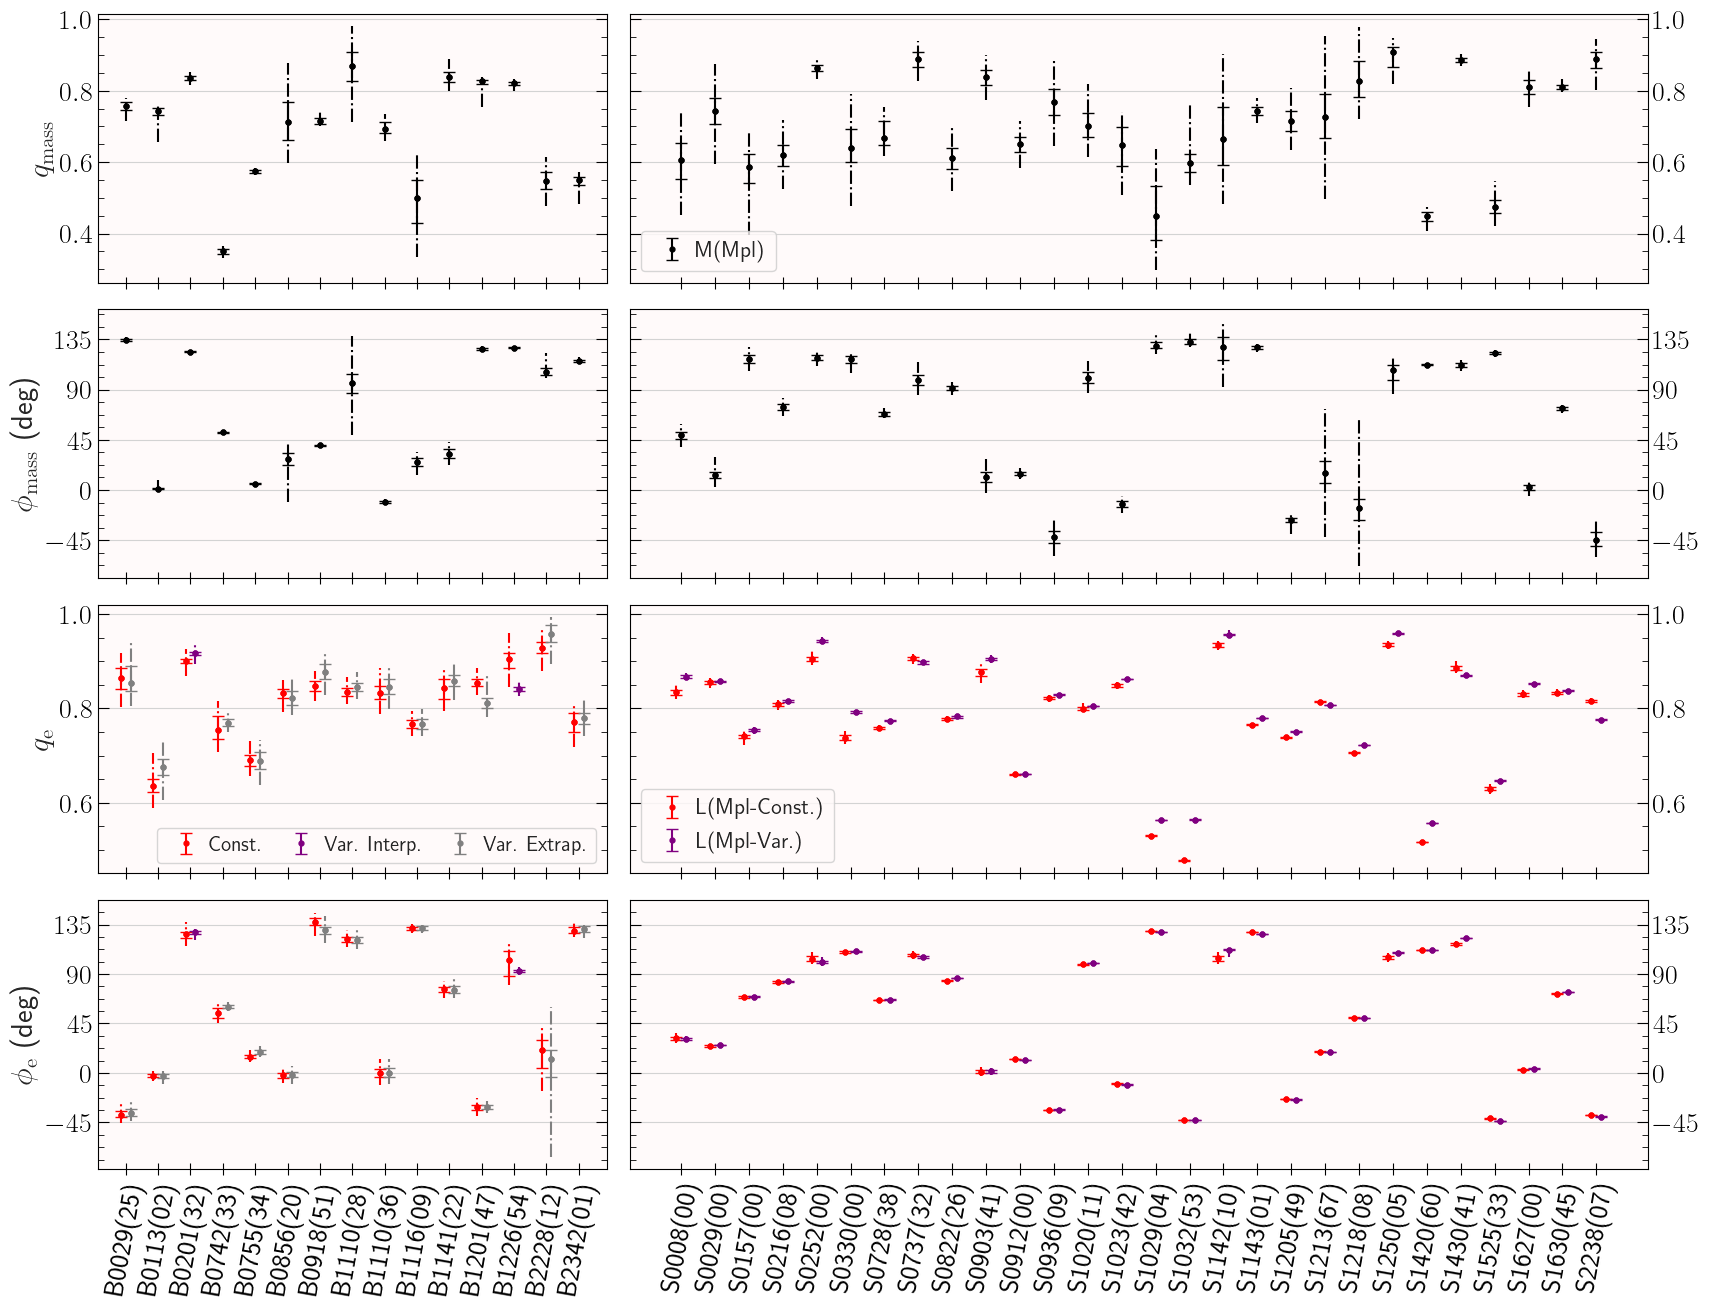 q_mass
1.0
0.8
0.6
0.4
M(Mpl)
1.0
0.8
0.6
0.4
ϕ_mass (deg)
135
90
45
0
−45
135
90
45
0
−45
q_e
1.0
0.8
0.6
Const. Var. Interp. Var. Extrap.
L(Mpl-Const.)
L(Mpl-Var.)
1.0
0.8
0.6
ϕ_e (deg)
135
90
45
0
−45
135
90
45
0
−45
B0029(25)
B0113(02)
B0201(32)
B0742(33)
B0755(34)
B0856(20)
B0918(51)
B1110(28)
B1110(36)
B1116(09)
B1141(22)
B1201(47)
B1226(54)
B2228(12)
B2342(01)
S0008(00)
S0029(00)
S0157(00)
S0216(08)
S0252(00)
S0330(00)
S0728(38)
S0737(32)
S0822(26)
S0903(41)
S0912(00)
S0936(09)
S1020(11)
S1023(42)
S1029(04)
S1032(53)
S1142(10)
S1143(01)
S1205(49)
S1213(67)
S1218(08)
S1250(05)
S1420(60)
S1430(41)
S1525(33)
S1627(00)
S1630(45)
S2238(07)